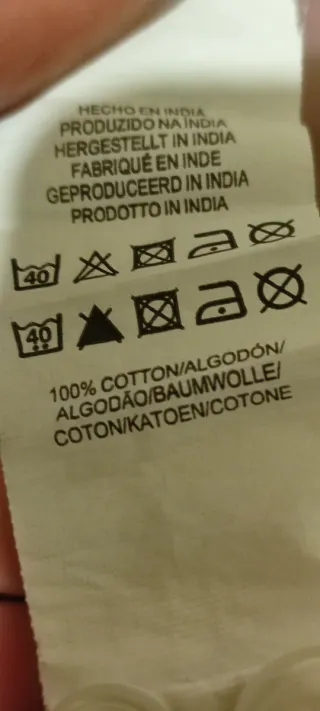 HECHO EN INDIA
PRODUZIDO NA ÍNDIA
HERGESTELLT IN INDIA
FABRIQUÉ EN INDE
GEPRODUCEERD IN INDIA
PRODOTTO IN INDIA
40
40
100% COTTON/ALGODÓN/
ALGODÃO/BAUMWOLLE/
COTON/KATOEN/COTONE